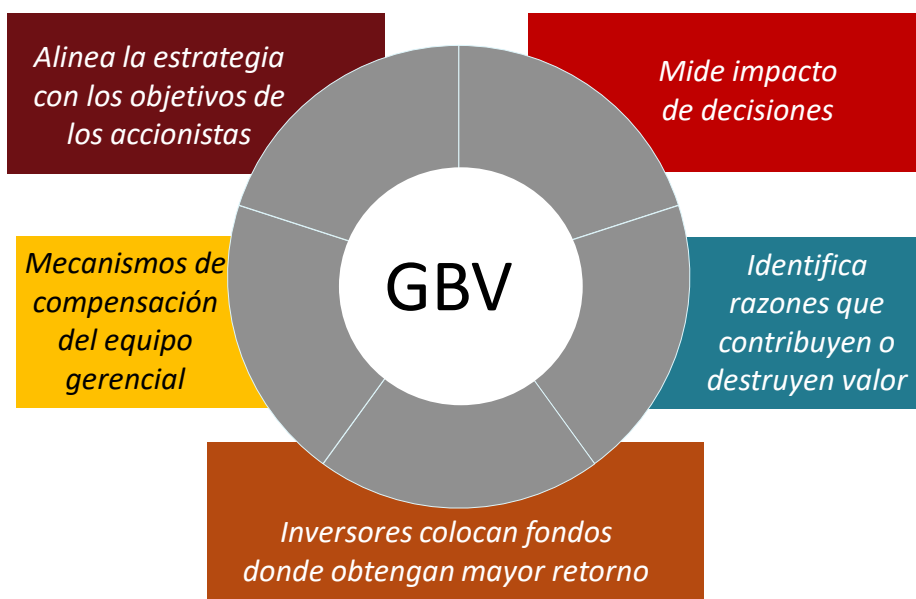 Alinea la estrategia
con los objetivos de
los accionistas
Mide impacto
de decisiones
Mecanismos de
compensación
del equipo
gerencial
GBV
Identifica
razones que
contribuyen o
destruyen valor
Inversores colocan fondos
donde obtengan mayor retorno